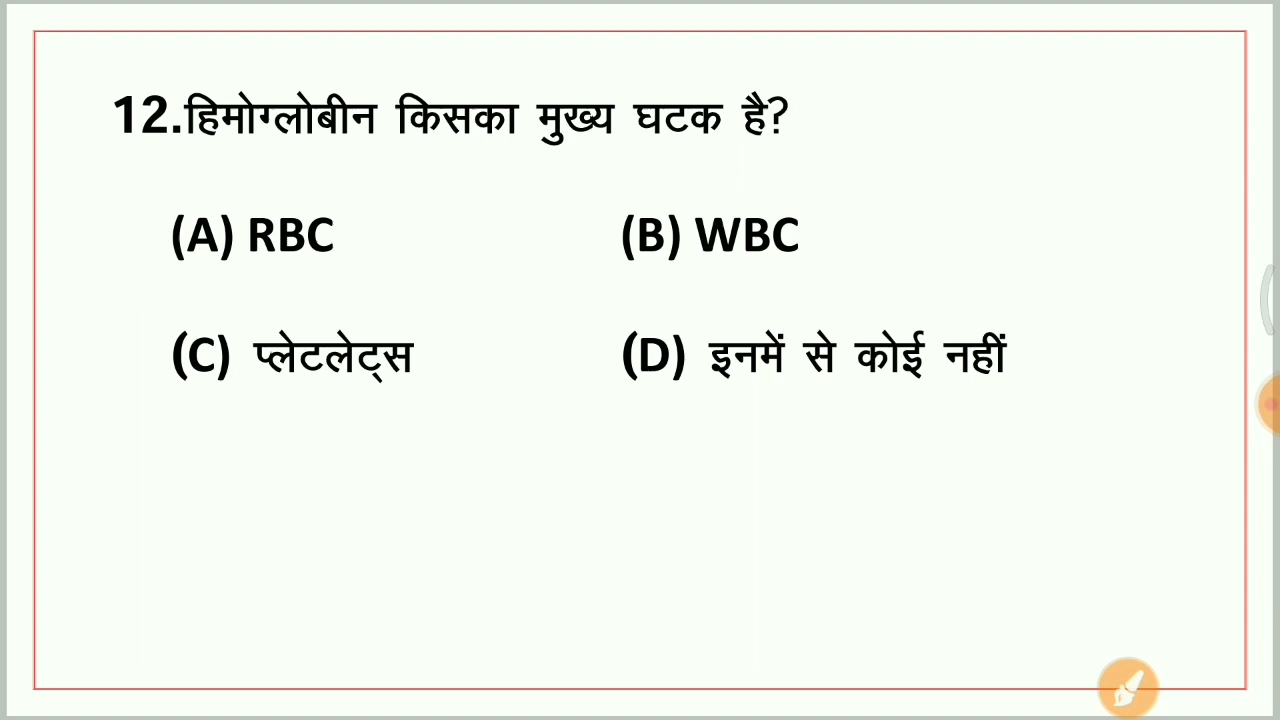 12.हिमोग्लोबीन किसका मुख्य घटक है?
(A) RBC (B) WBC
(C) प्लेटलेट्स (D) इनमें से कोई नहीं